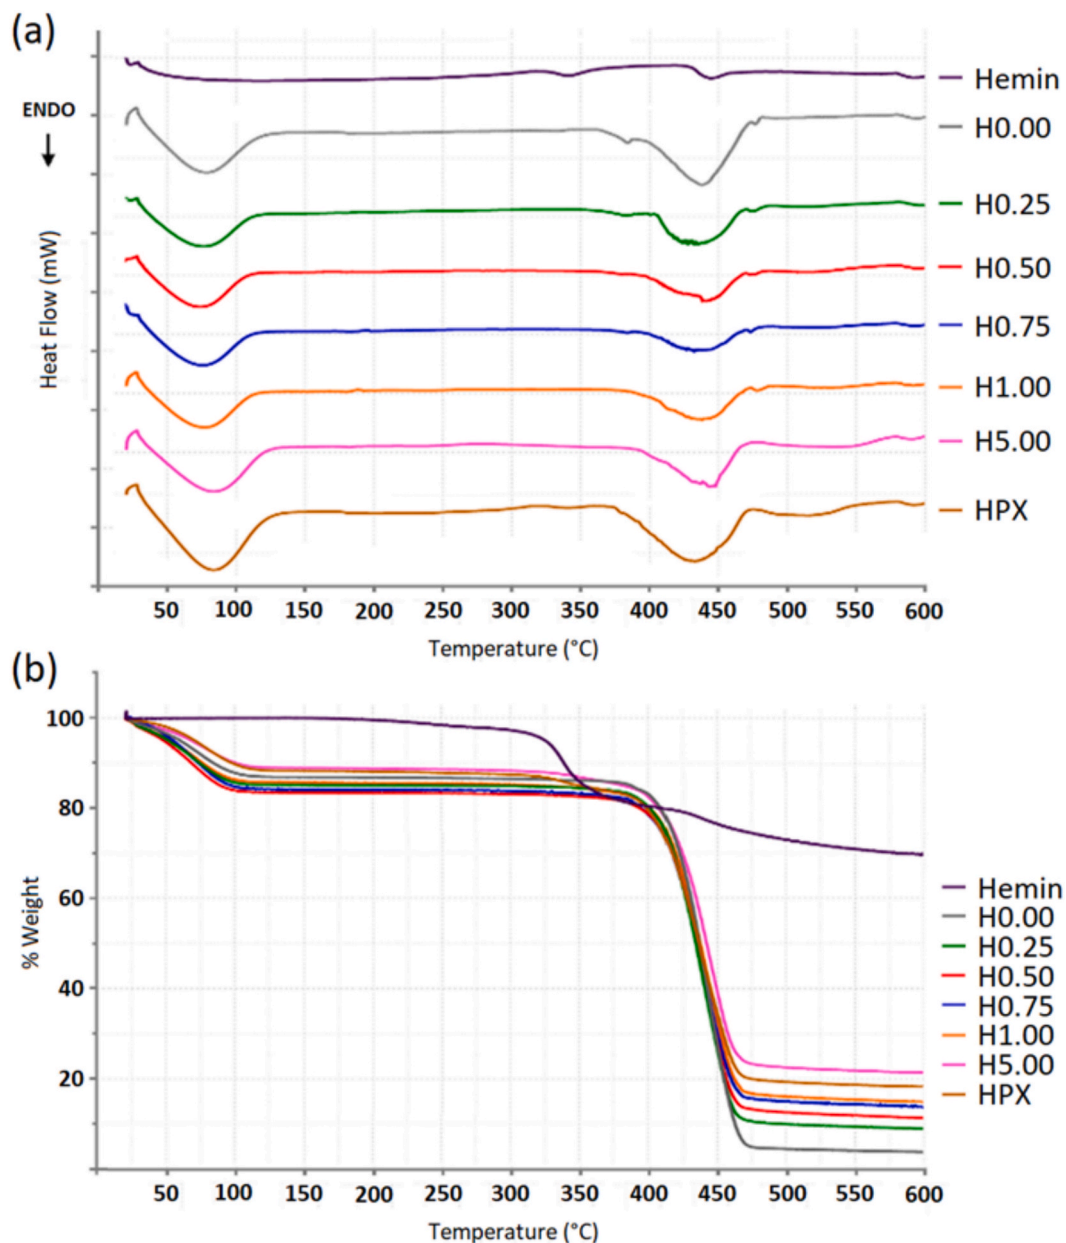 (a)
Hemin
ENDO
H0.00
H0.25
H0.50
Heat Flow (mW)
H0.75
H1.00
H5.00
HPX
50 100 150 200 250 300 350 400 450 500 550 600
Temperature (°C)
(b)
100
80
60
40
20
% Weight
Hemin
H0.00
H0.25
H0.50
H0.75
H1.00
H5.00
HPX
50 100 150 200 250 300 350 400 450 500 550 600
Temperature (°C)